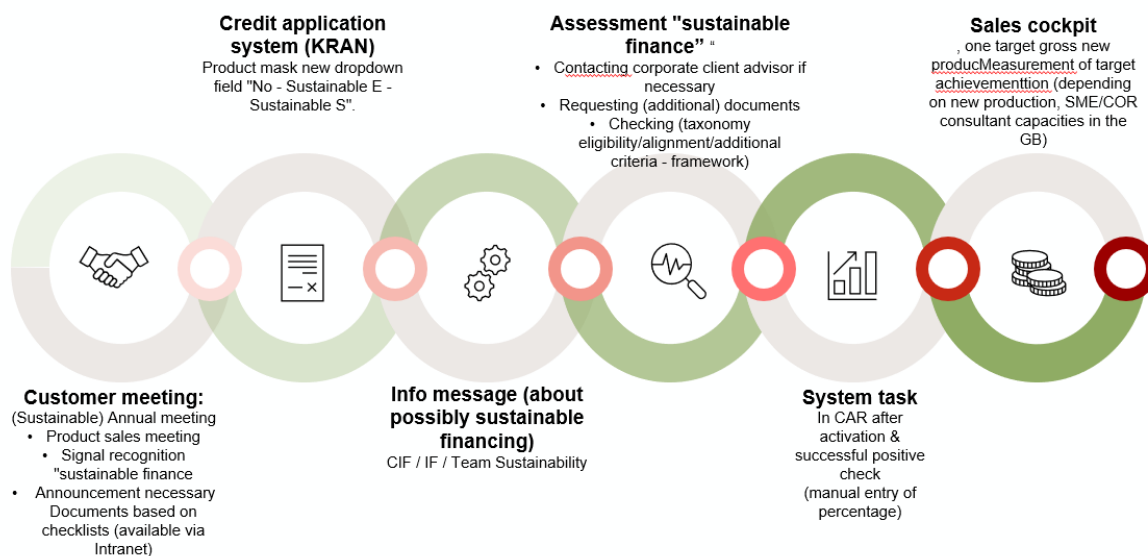 Credit application
system (KRAN)
Product mask new dropdown
field "No - Sustainable E -
Sustainable S".
Assessment "sustainable
finance” “
• Contacting corporate client advisor if
necessary
• Requesting (additional) documents
• Checking (taxonomy
eligibility/alignment/additional
criteria - framework)
Sales cockpit
, one target gross new
producMeasurement of target
achievementtion (depending
on new production, SME/COR
consultant capacities in the
GB)
Customer meeting:
(Sustainable) Annual meeting
• Product sales meeting
• Signal recognition
"sustainable finance
• Announcement necessary
Documents based on
checklists (available via
Intranet)
Info message (about
possibly sustainable
financing)
CIF / IF / Team Sustainability
System task
In CAR after
activation &
successful positive
check
(manual entry of
percentage)